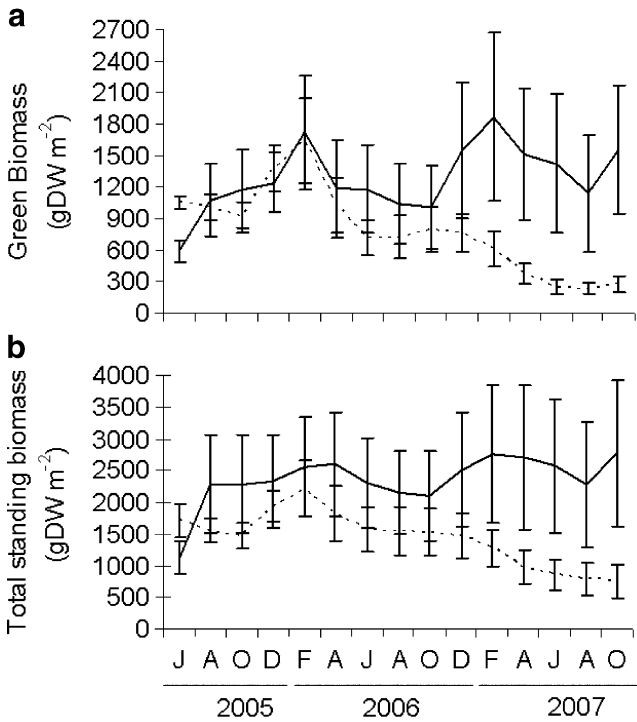 a
Green Biomass
(gDW m⁻²)
2700
2400
2100
1800
1500
1200
900
600
300
0
b
Total standing biomass
(gDW m⁻²)
4000
3500
3000
2500
2000
1500
1000
500
0
J A O D F A J A O D F A J A O
2005 2006 2007